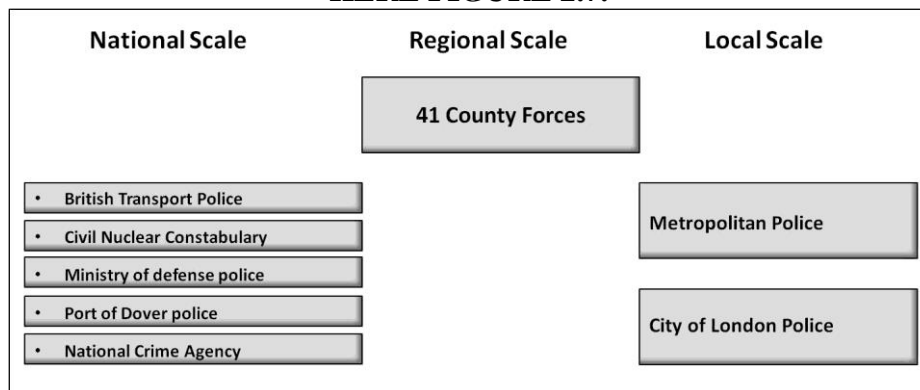 National Scale
Regional Scale
Local Scale
41 County Forces
• British Transport Police
• Civil Nuclear Constabulary
• Ministry of defense police
• Port of Dover police
• National Crime Agency
Metropolitan Police
City of London Police